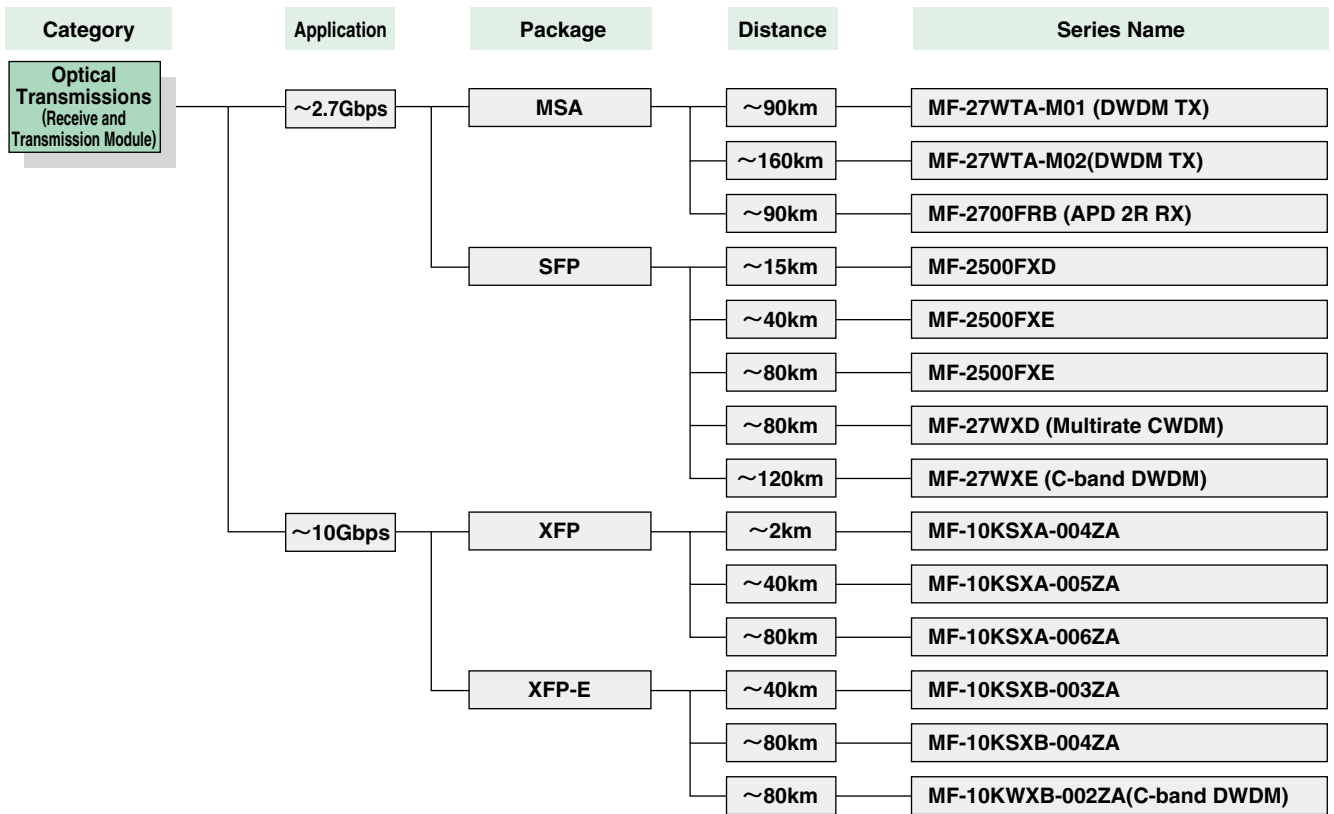 Category Application Package Distance Series Name
Optical
Transmissions
(Receive and
Transmission Module)
~2.7Gbps MSA ~90km MF-27WTA-M01 (DWDM TX)
~160km MF-27WTA-M02(DWDM TX)
~90km MF-2700FRB (APD 2R RX)
SFP ~15km MF-2500FXD
~40km MF-2500FXE
~80km MF-2500FXE
~80km MF-27WXD (Multirate CWDM)
~120km MF-27WXE (C-band DWDM)
~10Gbps XFP ~2km MF-10KSXA-004ZA
~40km MF-10KSXA-005ZA
~80km MF-10KSXA-006ZA
XFP-E ~40km MF-10KSXB-003ZA
~80km MF-10KSXB-004ZA
~80km MF-10KWXB-002ZA(C-band DWDM)